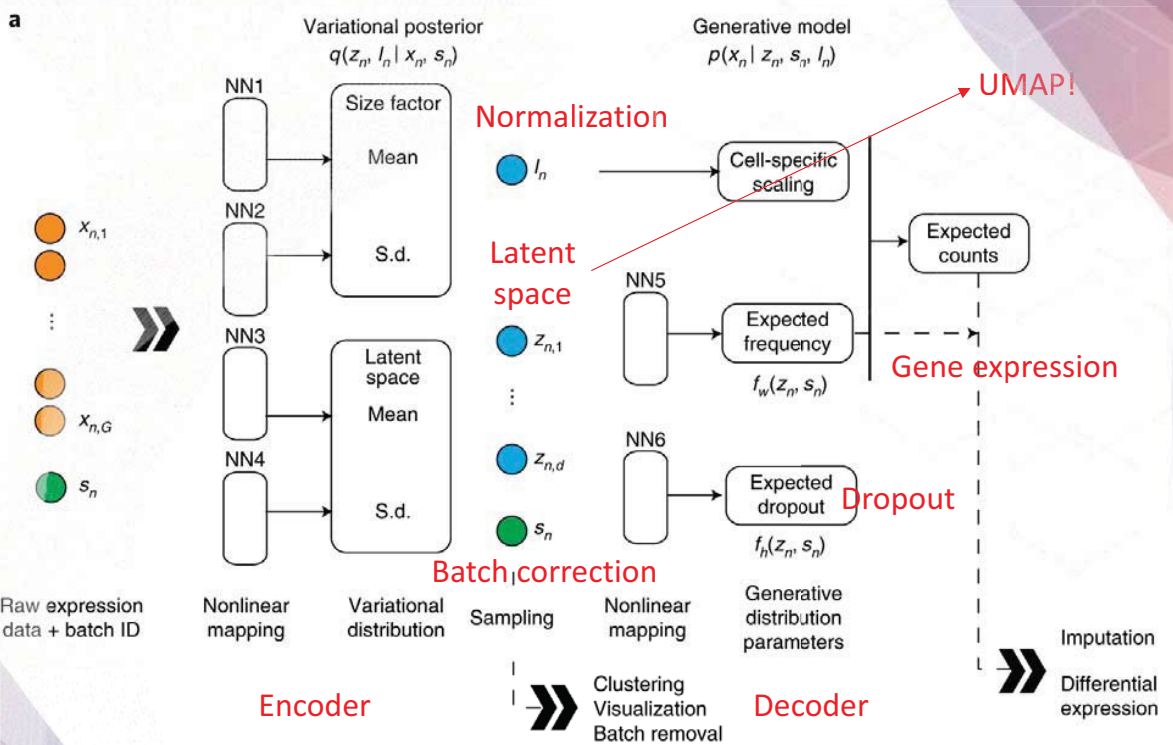 a
Variational posterior
q(z_n, l_n | x_n, s_n)
Generative model
p(x_n | z_n, s_n, l_n)
UMAP!
NN1
Size factor
Mean
S.d.
Normalization
l_n
Cell-specific
scaling
NN2
x_n,1
⋮
x_n,G
s_n
Latent
space
NN5
Expected
counts
Expected
frequency
f_w(z_n, s_n)
Gene expression
NN3
Latent
space
Mean
S.d.
z_n,1
⋮
z_n,d
s_n
NN4
NN6
Expected
dropout
Dropout
f_h(z_n, s_n)
Batch correction
Raw expression
data + batch ID
Nonlinear
mapping
Variational
distribution
Sampling
Nonlinear
mapping
Generative
distribution
parameters
Imputation
Differential
expression
Encoder
Clustering
Visualization
Batch removal
Decoder